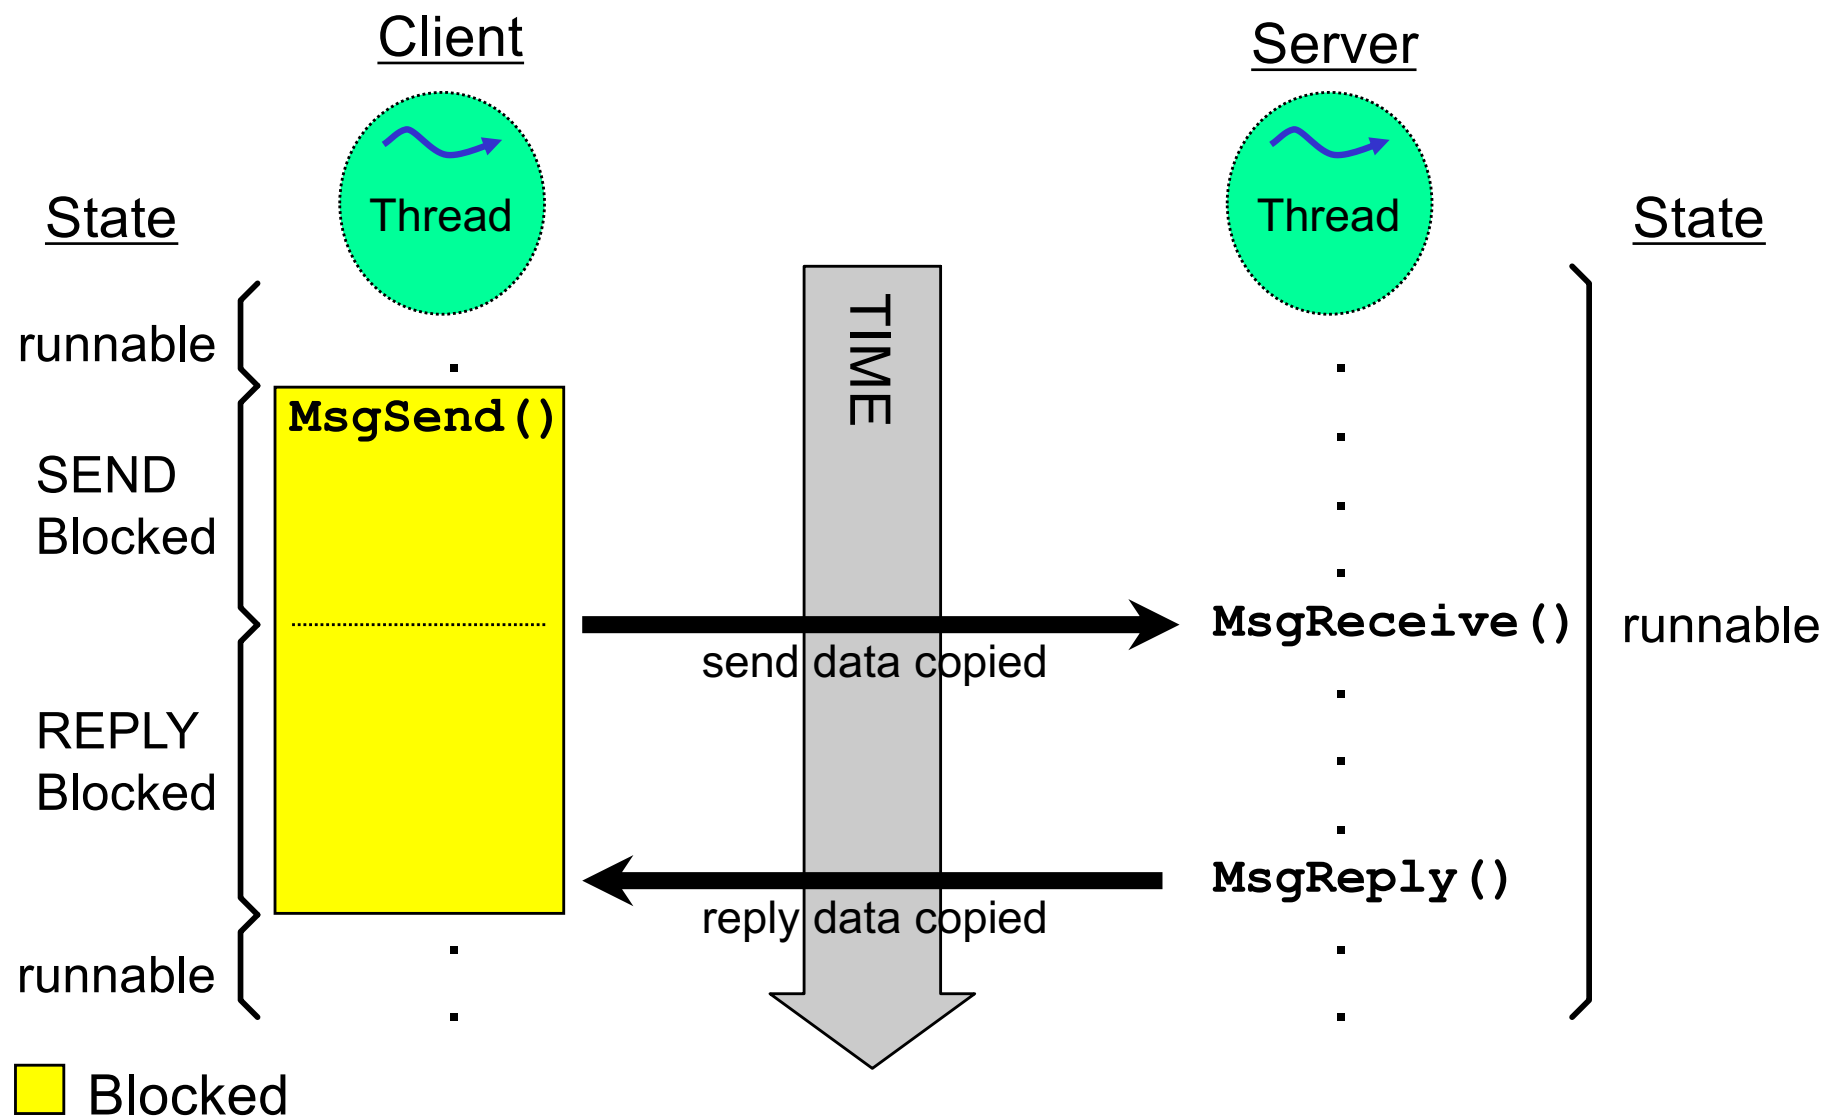 Client
Server
Thread
Thread
State
State
TIME
runnable
MsgSend()
SEND
Blocked
MsgReceive()
runnable
send data copied
REPLY
Blocked
MsgReply()
reply data copied
runnable
Blocked